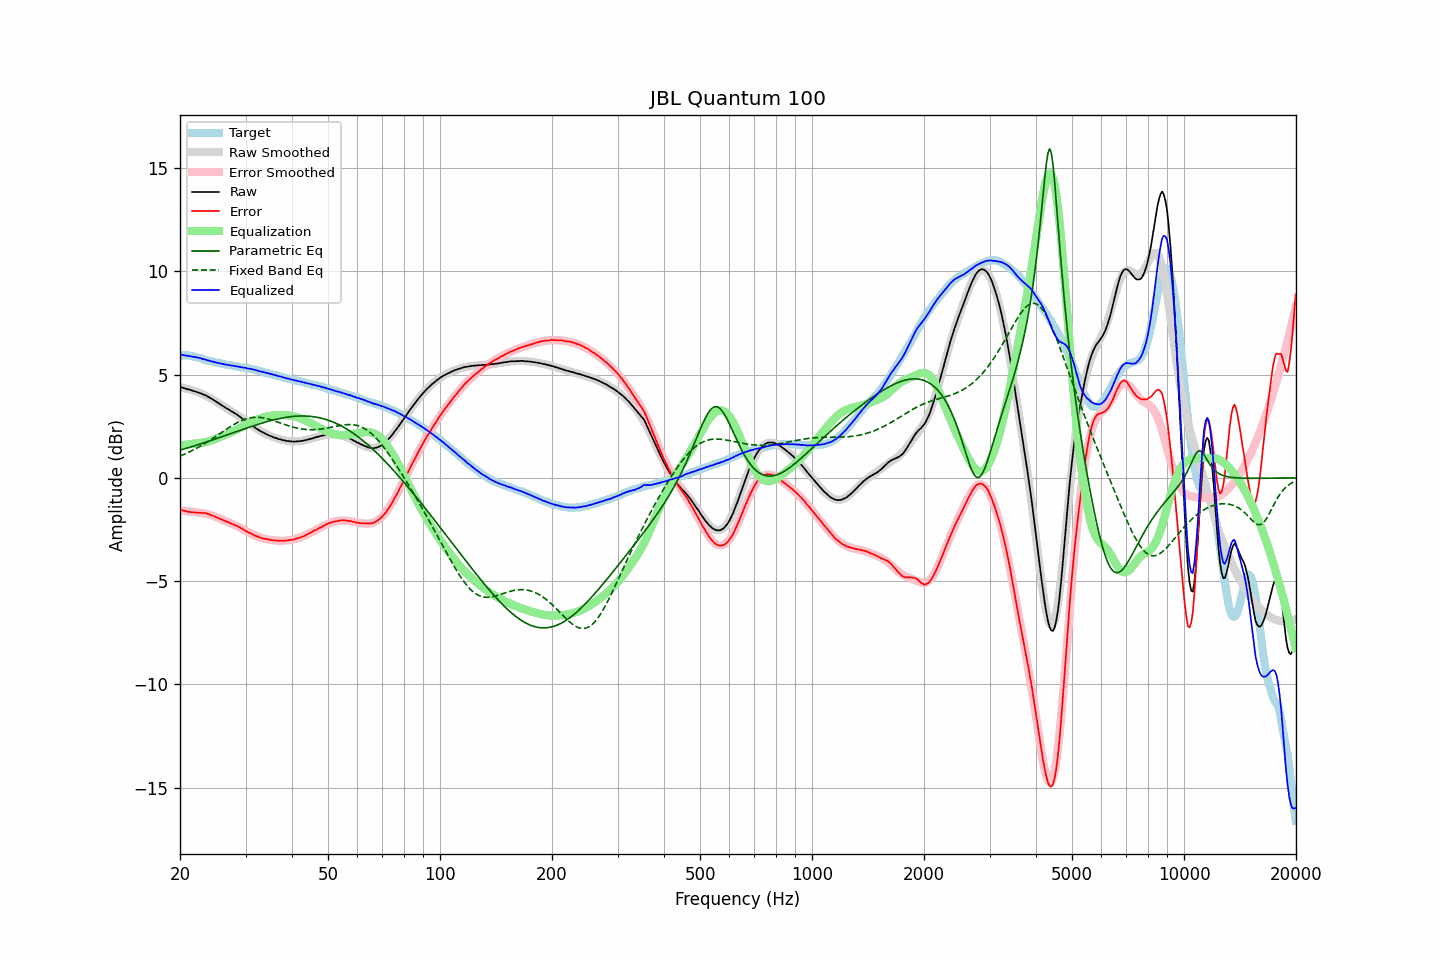 JBL Quantum 100
Target
Raw Smoothed
Error Smoothed
Raw
Error
Equalization
Parametric Eq
Fixed Band Eq
Equalized
15
10
5
0
−5
−10
−15
Amplitude (dBr)
20 50 100 200 500 1000 2000 5000 10000 20000
Frequency (Hz)